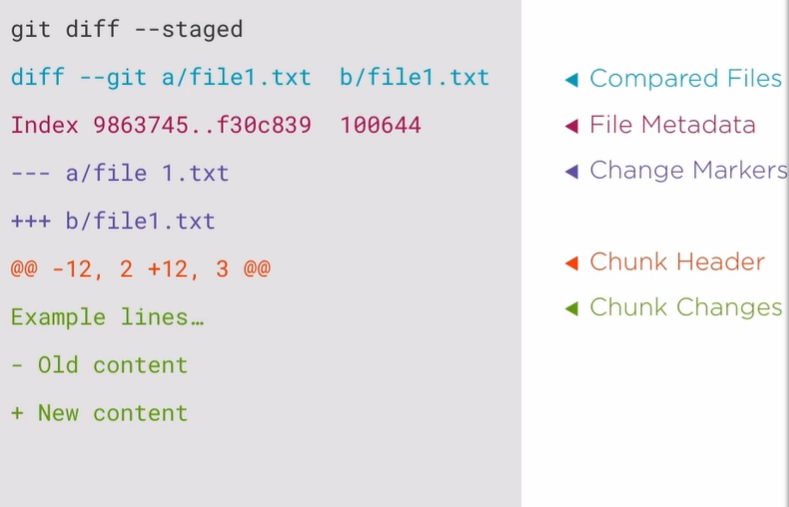 git diff --staged
diff --git a/file1.txt  b/file1.txt
◄ Compared Files
Index 9863745..f30c839  100644
◄ File Metadata
--- a/file 1.txt
◄ Change Markers
+++ b/file1.txt
@@ -12, 2 +12, 3 @@
◄ Chunk Header
Example lines…
◄ Chunk Changes
- Old content
+ New content